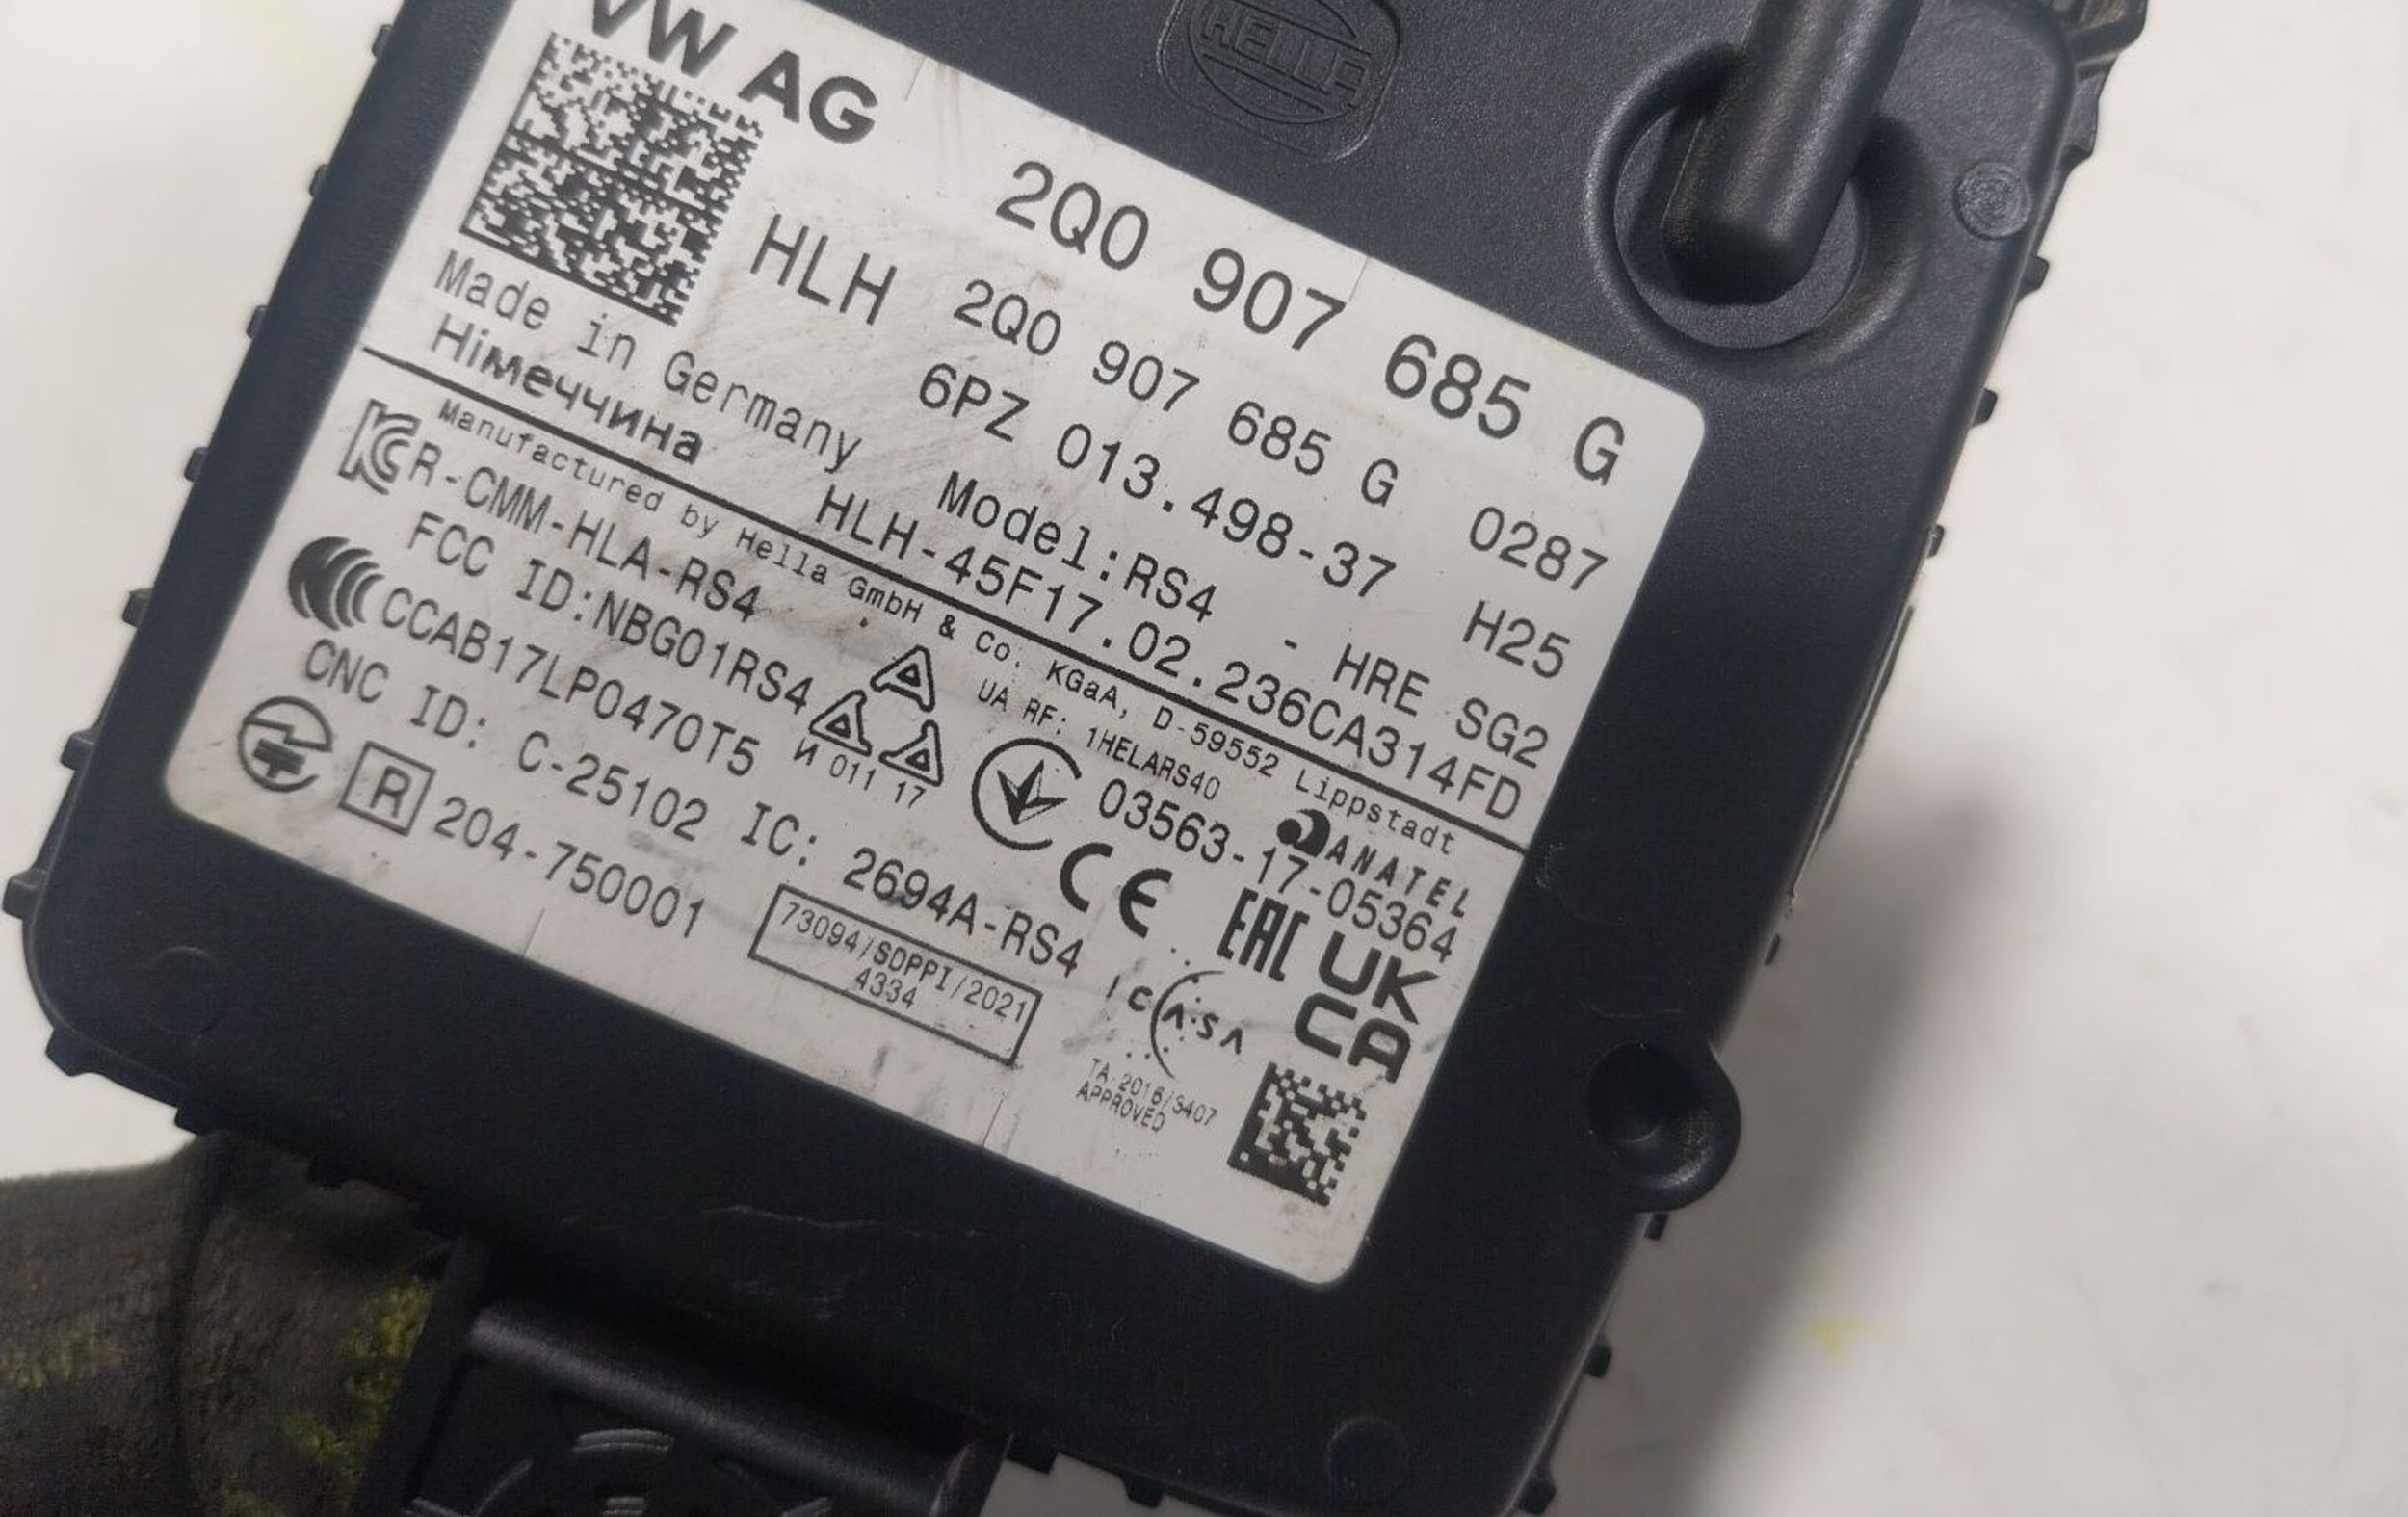 HELLA
VW AG
2Q0 907 685 G
HLH 2Q0 907 685 G 0287
6PZ 013.498-37 H25
Made in Germany Model:RS4 - HRE SG2
Німеччина HLH-45F17.02.236CA314FD
Manufactured by Hella GmbH & Co. KGaA, D-59552 Lippstadt
R-CMM-HLA-RS4
UA RF: 1HELARS40
ANATEL
FCC ID:NBG01RS4
03563-17-05364
CCAB17LP0470T5
И 011 17
CE EAC UK CA
CNC ID: C-25102 IC: 2694A-RS4
R 204-750001
73094/SDPPI/2021
4334
ICASA
TA-2016/3407
APPROVED